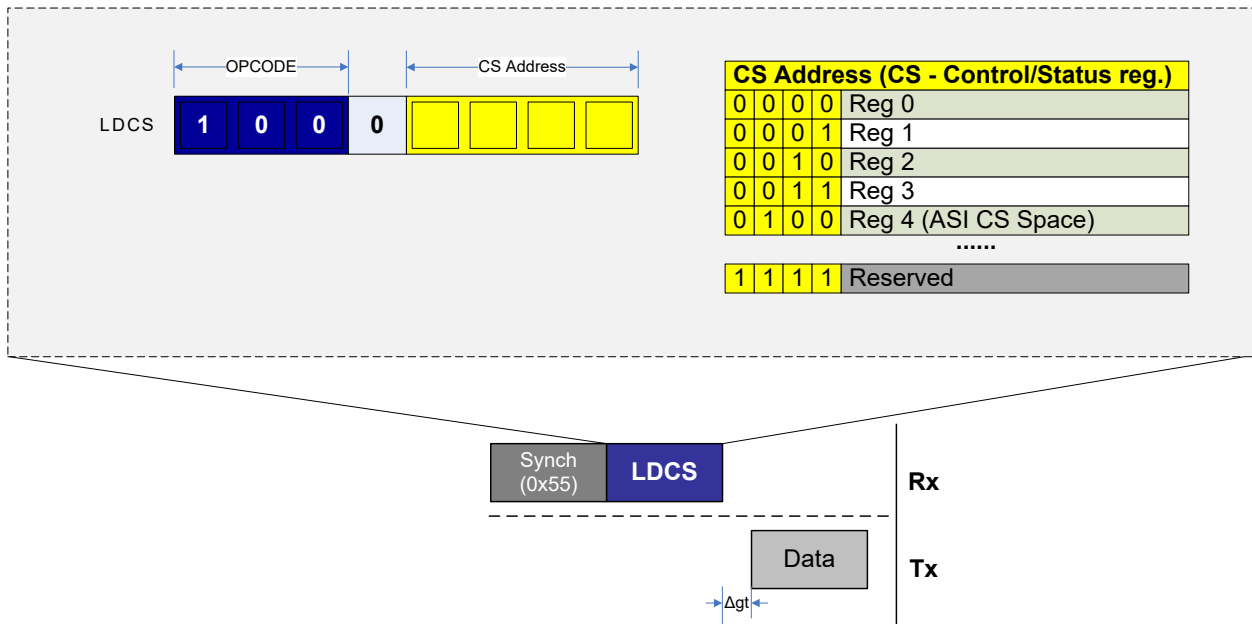 OPCODE
CS Address
LDCS
1 0 0 0
CS Address (CS - Control/Status reg.)
0 0 0 0 Reg 0
0 0 0 1 Reg 1
0 0 1 0 Reg 2
0 0 1 1 Reg 3
0 1 0 0 Reg 4 (ASI CS Space)
......
1 1 1 1 Reserved
Synch
(0x55)
LDCS
Rx
Data
Tx
Δgt